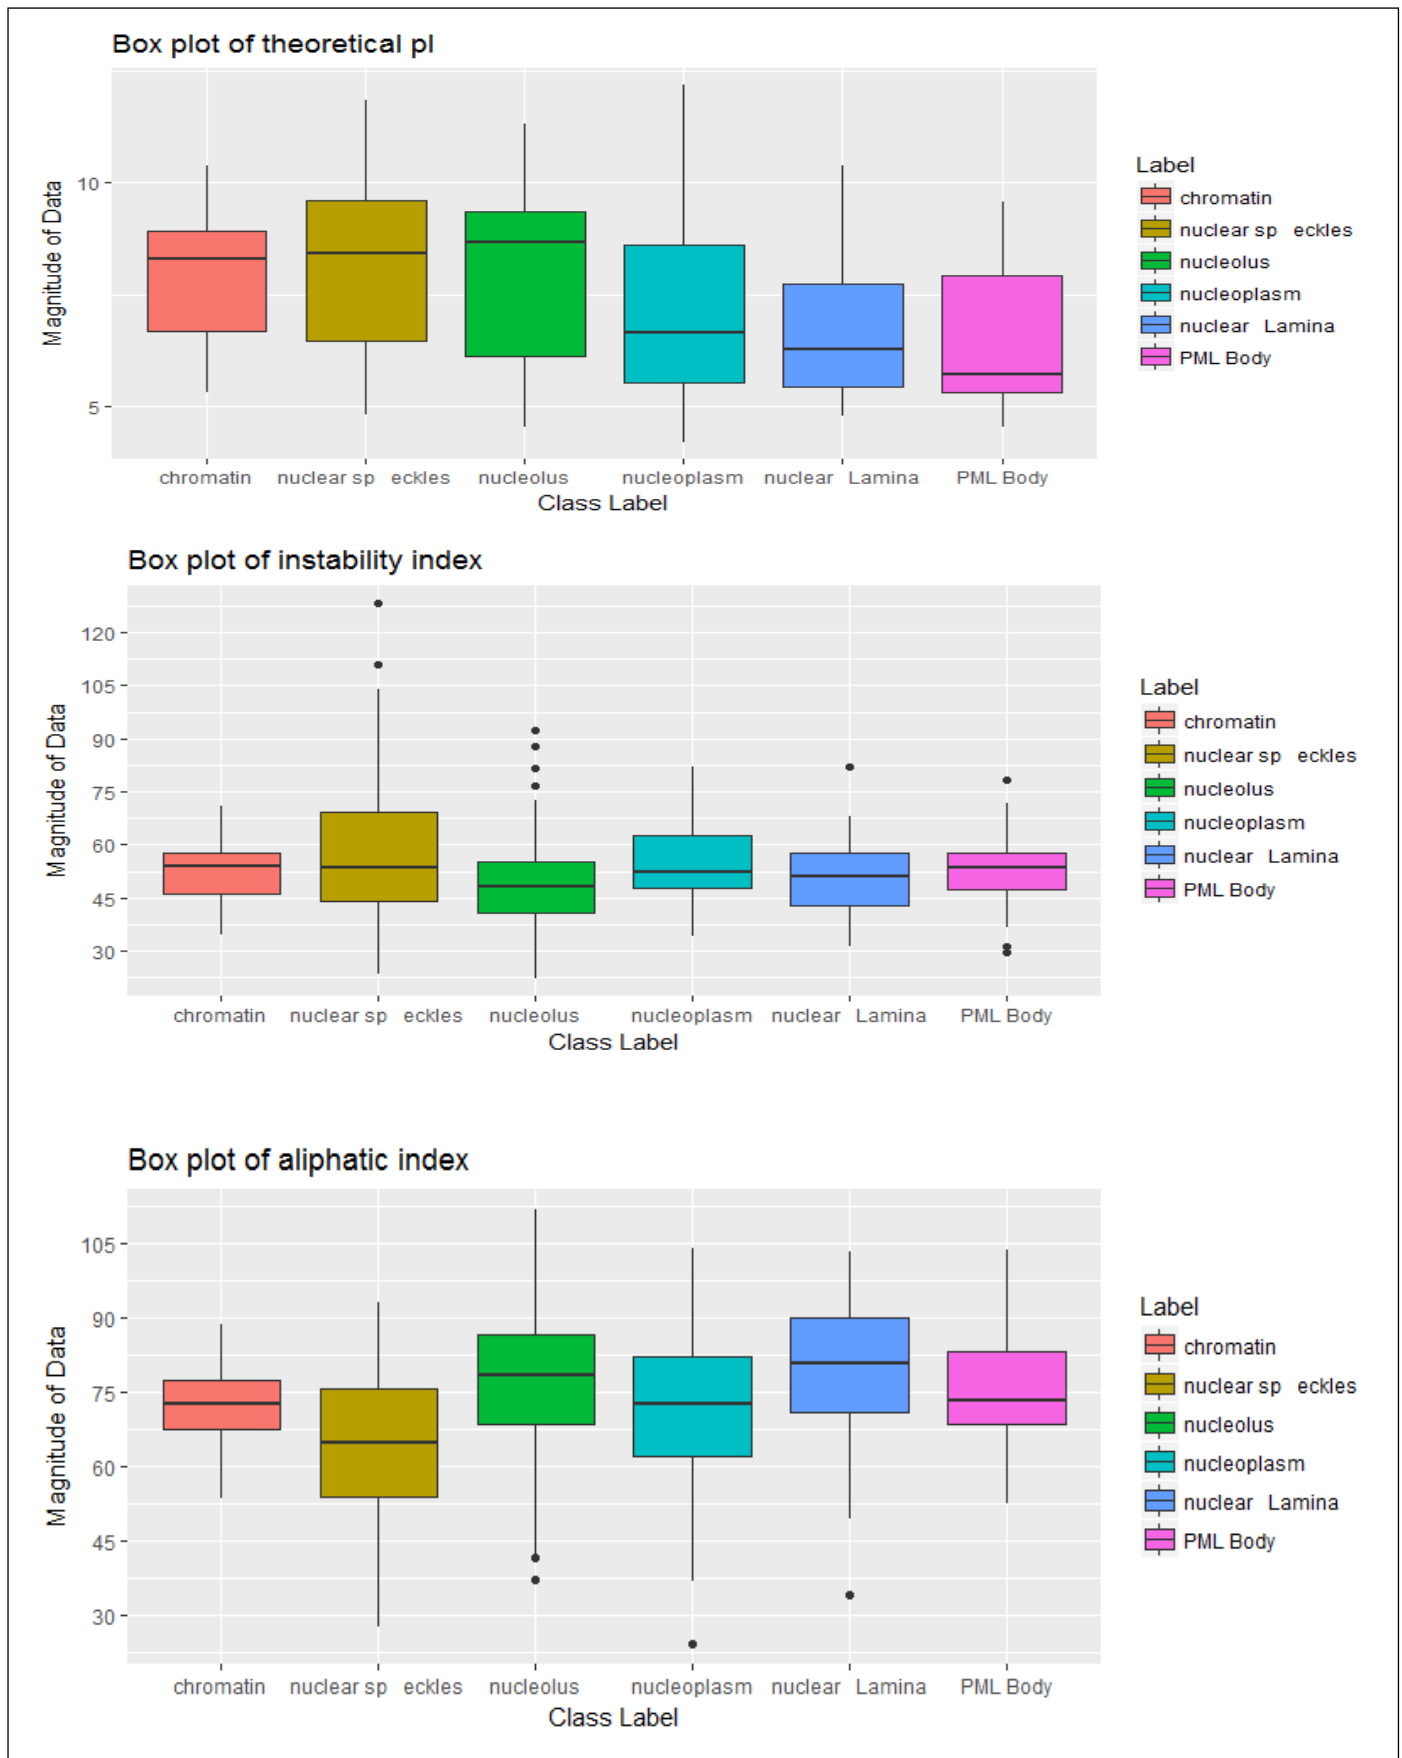 Box plot of theoretical pI
Magnitude of Data
10
5
chromatin nuclear sp eckles nucleolus nucleoplasm nuclear Lamina PML Body
Class Label
Label
chromatin
nuclear sp eckles
nucleolus
nucleoplasm
nuclear Lamina
PML Body
Box plot of instability index
Magnitude of Data
120
105
90
75
60
45
30
chromatin nuclear sp eckles nucleolus nucleoplasm nuclear Lamina PML Body
Class Label
Label
chromatin
nuclear sp eckles
nucleolus
nucleoplasm
nuclear Lamina
PML Body
Box plot of aliphatic index
Magnitude of Data
105
90
75
60
45
30
chromatin nuclear sp eckles nucleolus nucleoplasm nuclear Lamina PML Body
Class Label
Label
chromatin
nuclear sp eckles
nucleolus
nucleoplasm
nuclear Lamina
PML Body